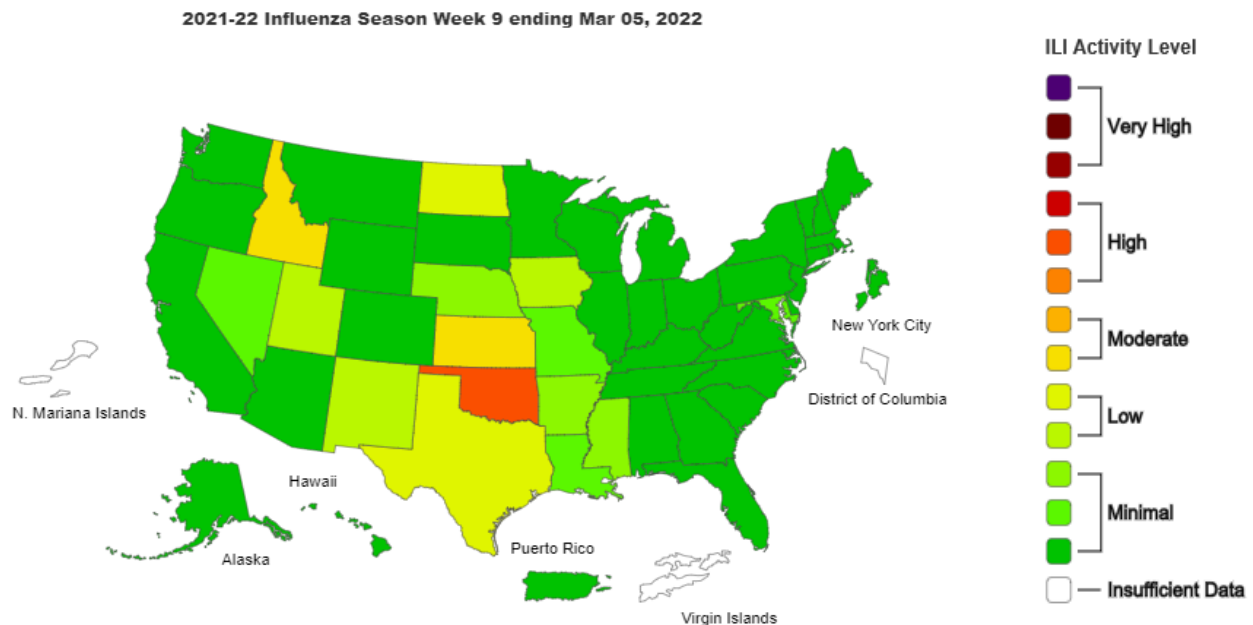 2021-22 Influenza Season Week 9 ending Mar 05, 2022
ILI Activity Level
Very High
High
Moderate
Low
Minimal
Insufficient Data
New York City
District of Columbia
N. Mariana Islands
Hawaii
Alaska
Puerto Rico
Virgin Islands